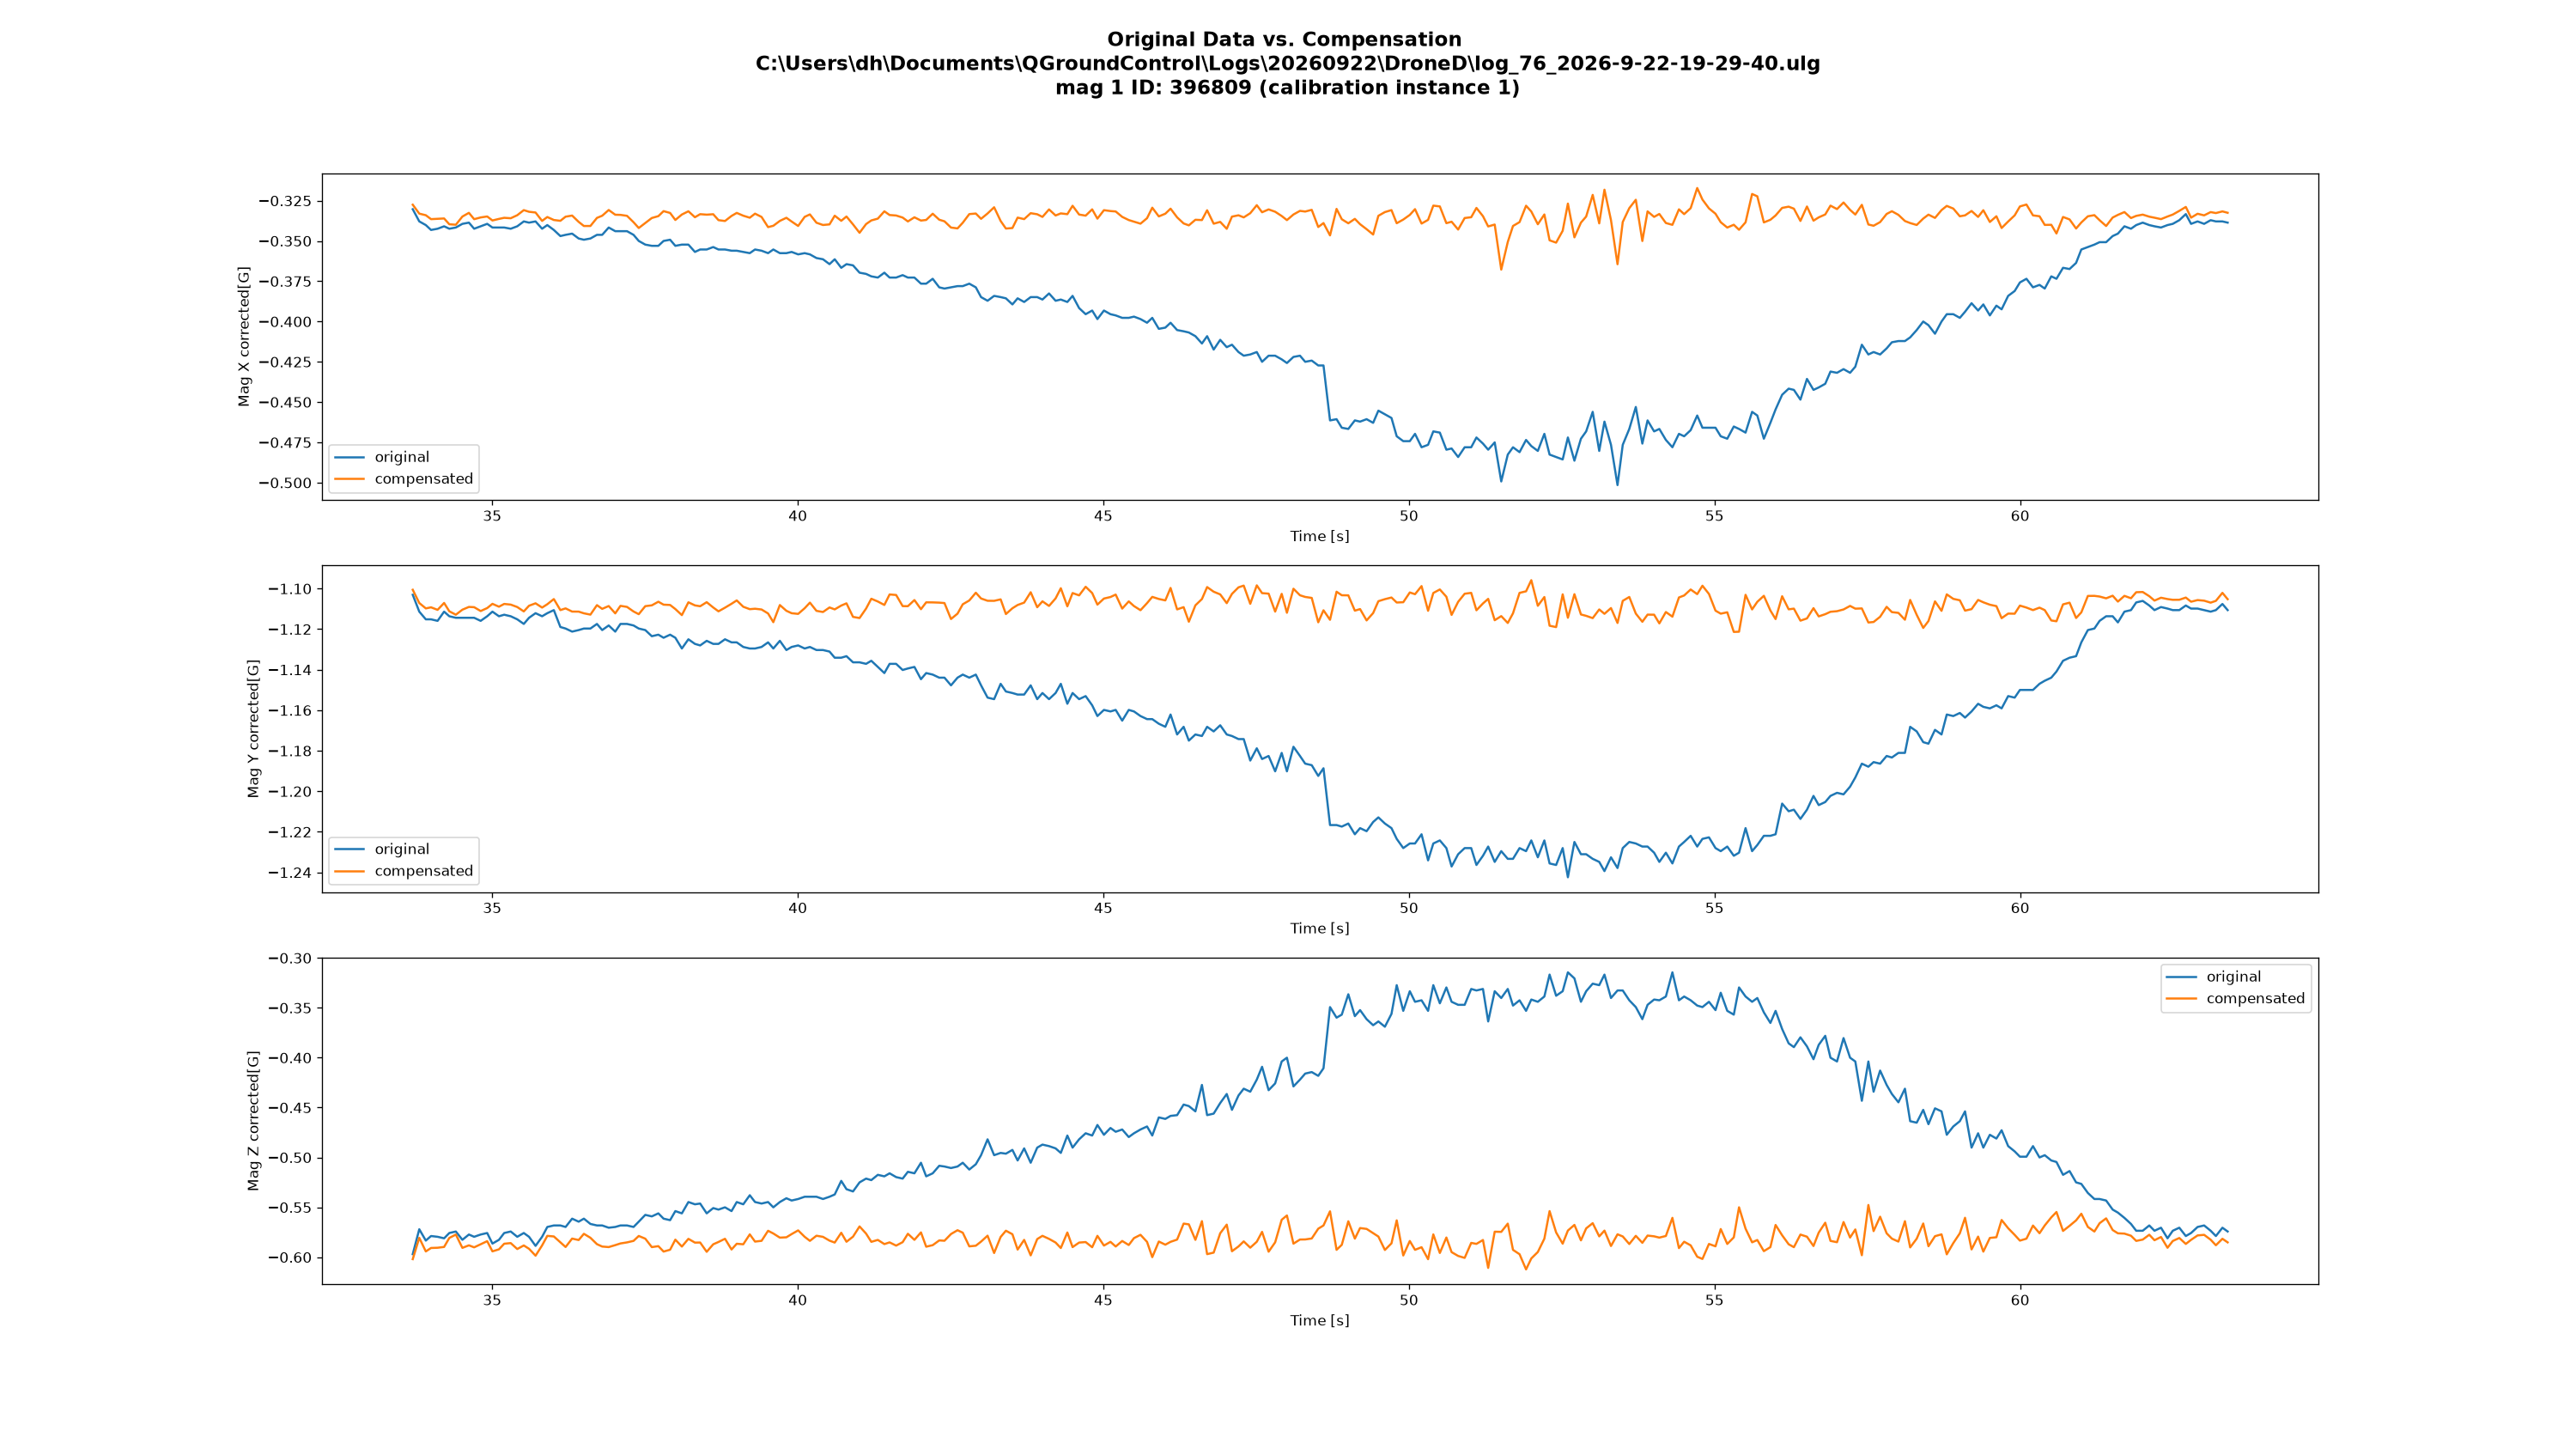 Original Data vs. Compensation
C:\Users\dh\Documents\QGroundControl\Logs\20260922\DroneD\log_76_2026-9-22-19-29-40.ulg
mag 1 ID: 396809 (calibration instance 1)
−0.325
−0.350
−0.375
−0.400
−0.425
−0.450
−0.475
−0.500
Mag X corrected[G]
original
compensated
35 40 45 50 55 60
Time [s]
−1.10
−1.12
−1.14
−1.16
−1.18
−1.20
−1.22
−1.24
Mag Y corrected[G]
original
compensated
35 40 45 50 55 60
Time [s]
−0.30
−0.35
−0.40
−0.45
−0.50
−0.55
−0.60
Mag Z corrected[G]
original
compensated
35 40 45 50 55 60
Time [s]